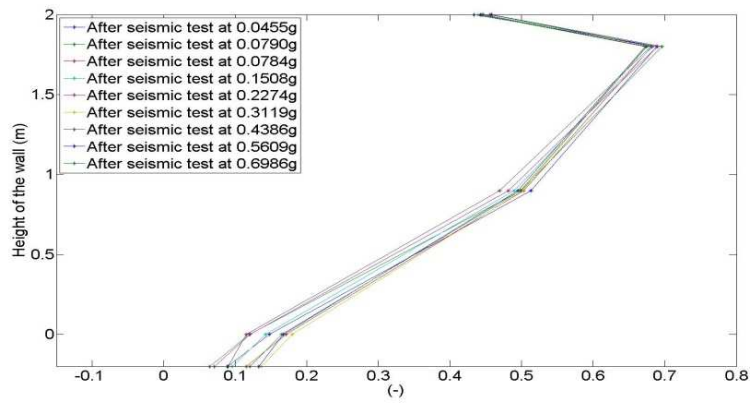 2
After seismic test at 0.0455g
After seismic test at 0.0790g
After seismic test at 0.0784g
After seismic test at 0.1508g
After seismic test at 0.2274g
After seismic test at 0.3119g
After seismic test at 0.4386g
After seismic test at 0.5609g
After seismic test at 0.6986g
1.5
1
0.5
0
Height of the wall (m)
-0.1 0 0.1 0.2 0.3 0.4 0.5 0.6 0.7 0.8
(-)